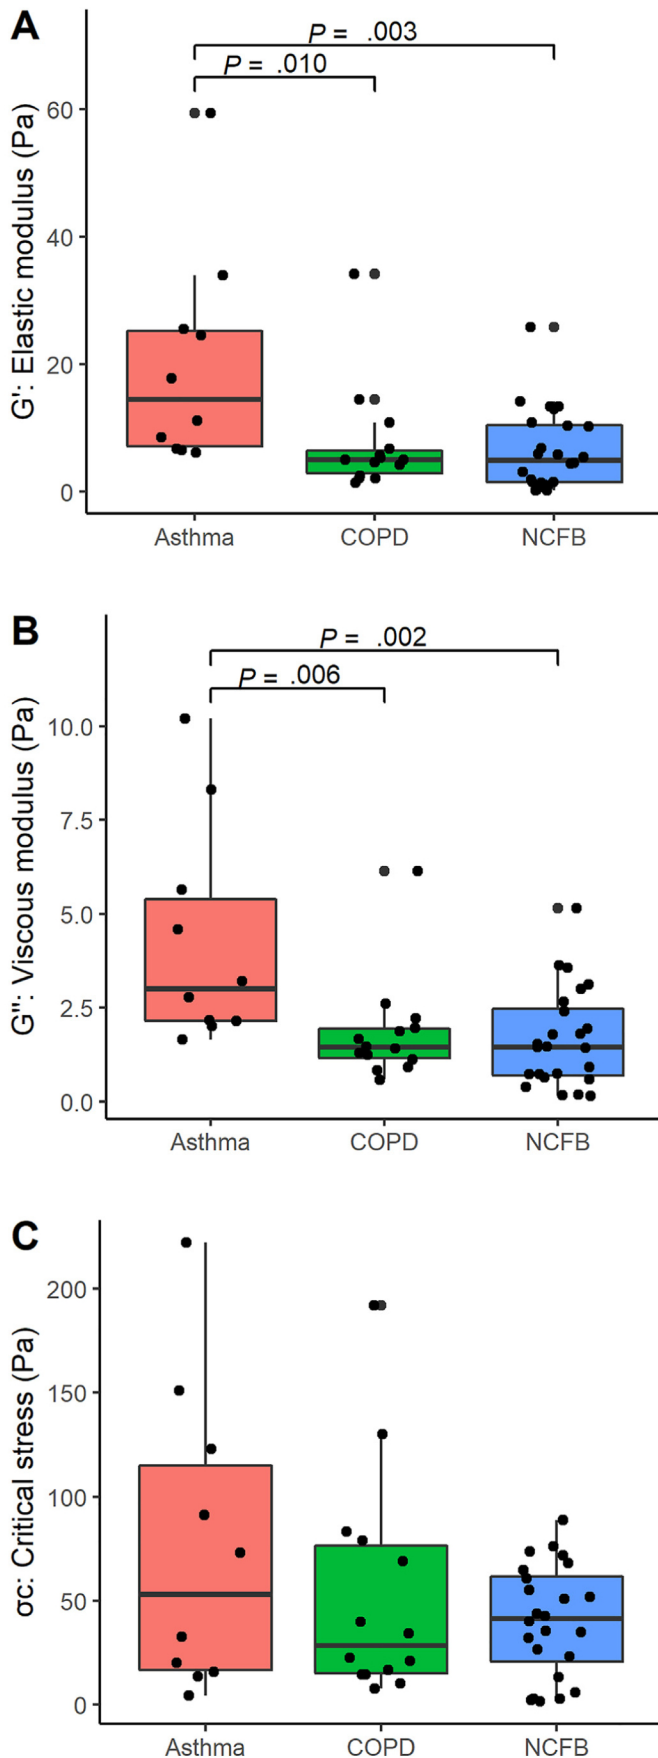 A
P = .003
P = .010
G': Elastic modulus (Pa)
60
40
20
0
Asthma COPD NCFB
B
P = .002
P = .006
G": Viscous modulus (Pa)
10.0
7.5
5.0
2.5
0.0
Asthma COPD NCFB
C
σc: Critical stress (Pa)
200
150
100
50
0
Asthma COPD NCFB